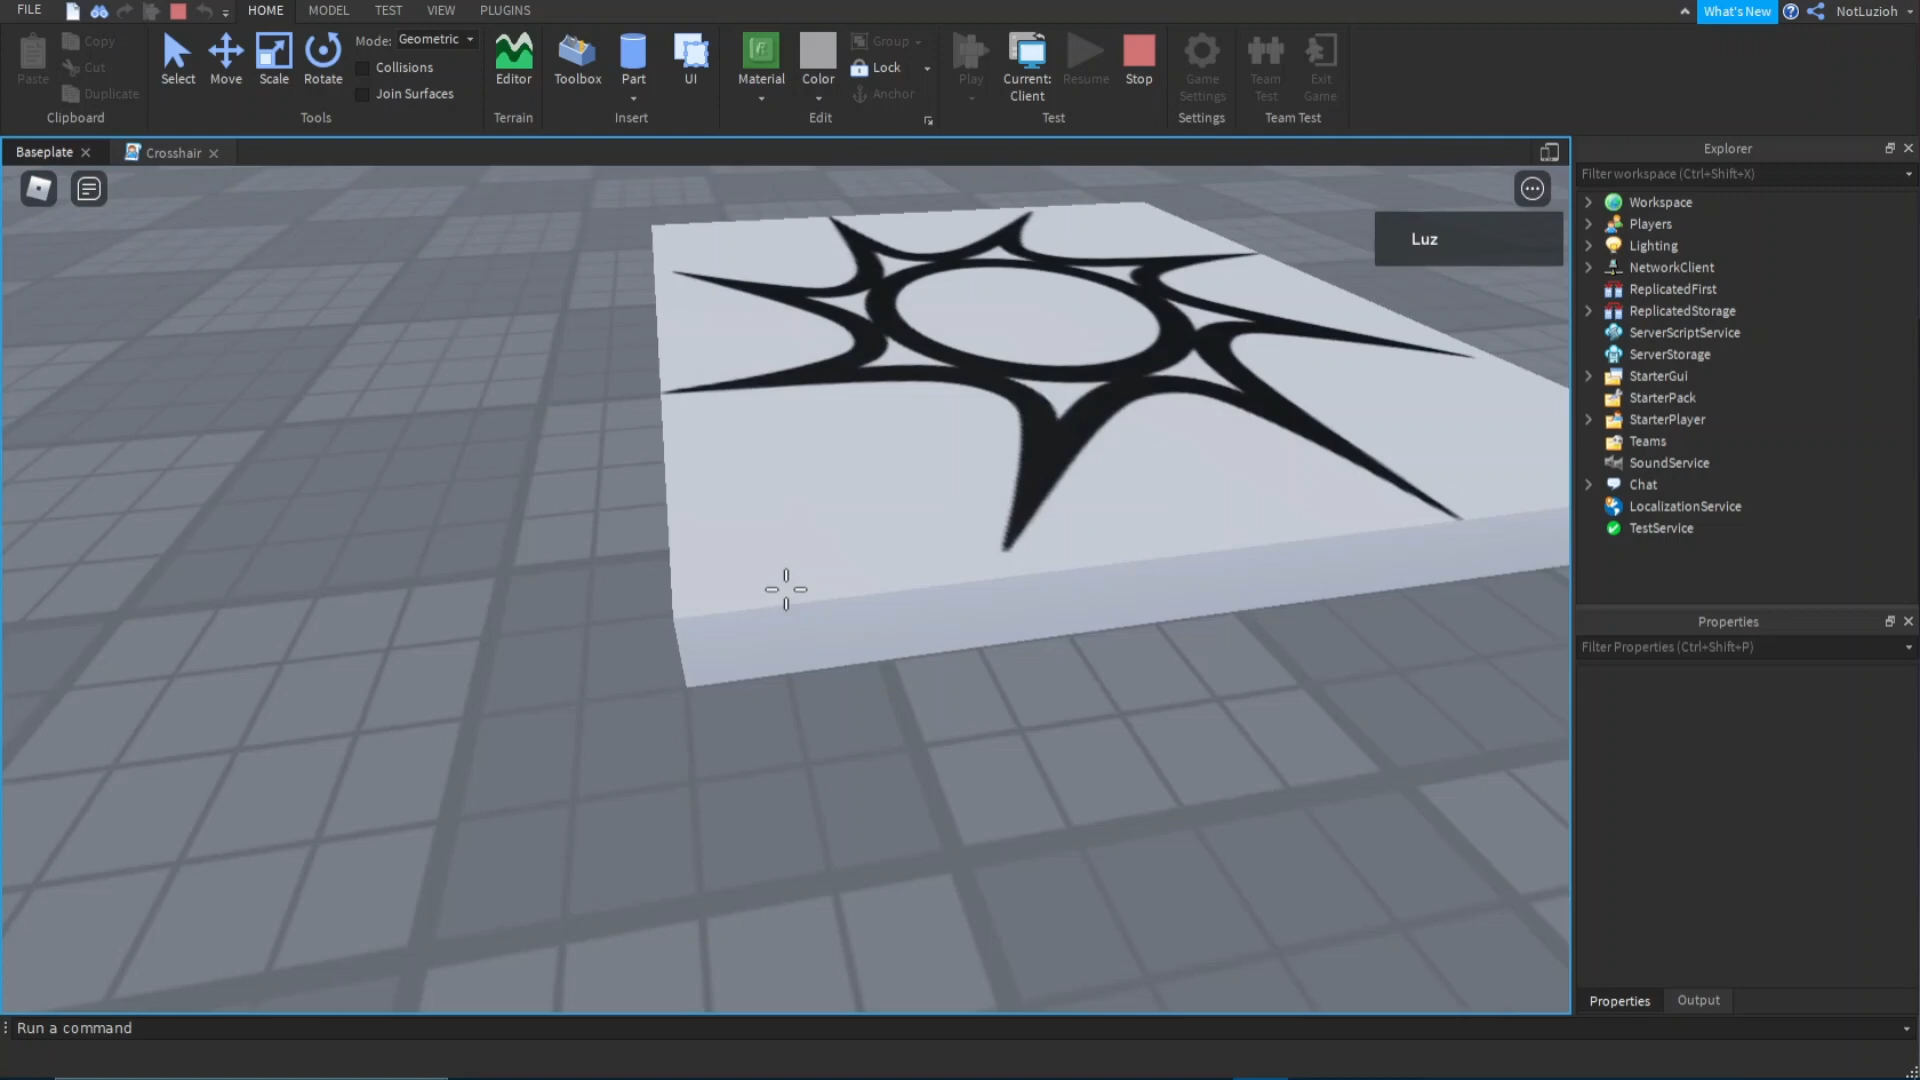 FILE HOME MODEL TEST VIEW PLUGINS What's New NotLuzioh
Paste
Copy
Cut
Duplicate
Clipboard
Select Move Scale Rotate
Mode: Geometric
Collisions
Join Surfaces
Tools
Editor
Terrain
Toolbox Part UI
Insert
Material Color
Group
Lock
Anchor
Edit
Play Current: Client Resume Stop
Test
Game Settings
Settings
Team Test Exit Game
Team Test
Baseplate Crosshair
Luz
Explorer
Filter workspace (Ctrl+Shift+X)
Workspace
Players
Lighting
NetworkClient
ReplicatedFirst
ReplicatedStorage
ServerScriptService
ServerStorage
StarterGui
StarterPack
StarterPlayer
Teams
SoundService
Chat
LocalizationService
TestService
Properties
Filter Properties (Ctrl+Shift+P)
Properties Output
Run a command